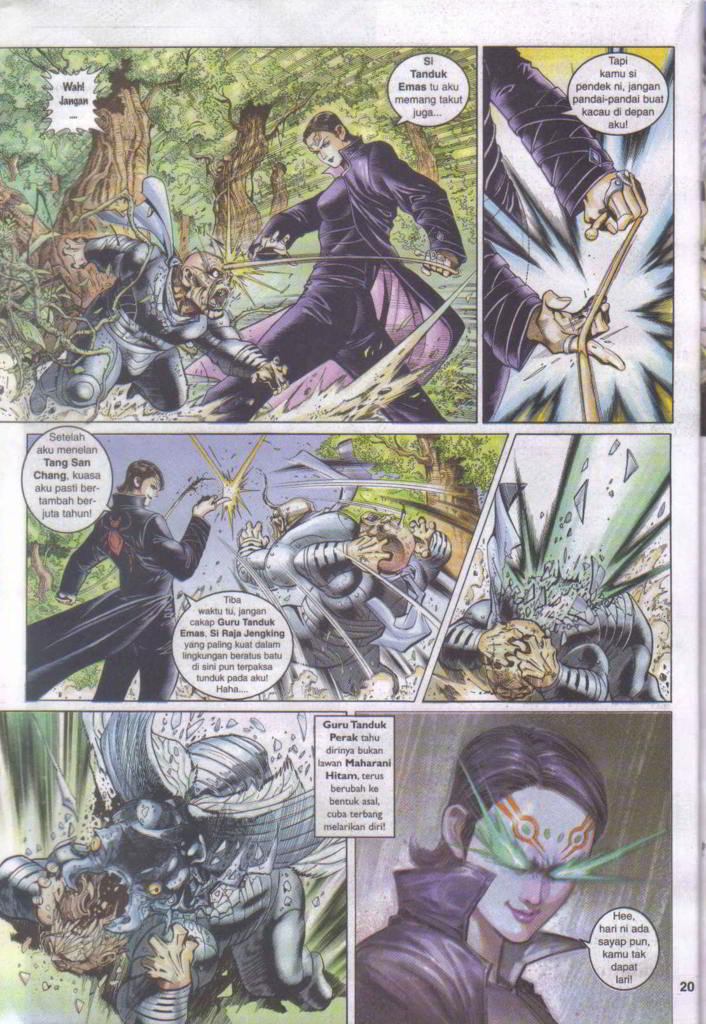 Wah!
Jangan
....
Si
Tanduk
Emas tu aku
memang takut
juga...
Tapi
kamu si
pendek ni, jangan
pandai-pandai buat
kacau di depan
aku!
Setelah
aku menelan
Tang San
Chang, kuasa
aku pasti ber-
tambah ber-
juta tahun!
Tiba
waktu tu, jangan
cakap Guru Tanduk
Emas, Si Raja Jengking
yang paling kuat dalam
lingkungan beratus batu
di sini pun terpaksa
tunduk pada aku!
Haha....
Guru Tanduk
Perak tahu
dirinya bukan
lawan Maharani
Hitam, terus
berubah ke
bentuk asal,
cuba terbang
melarikan diri!
Hee,
hari ni ada
sayap pun,
kamu tak
dapat
lari!
20